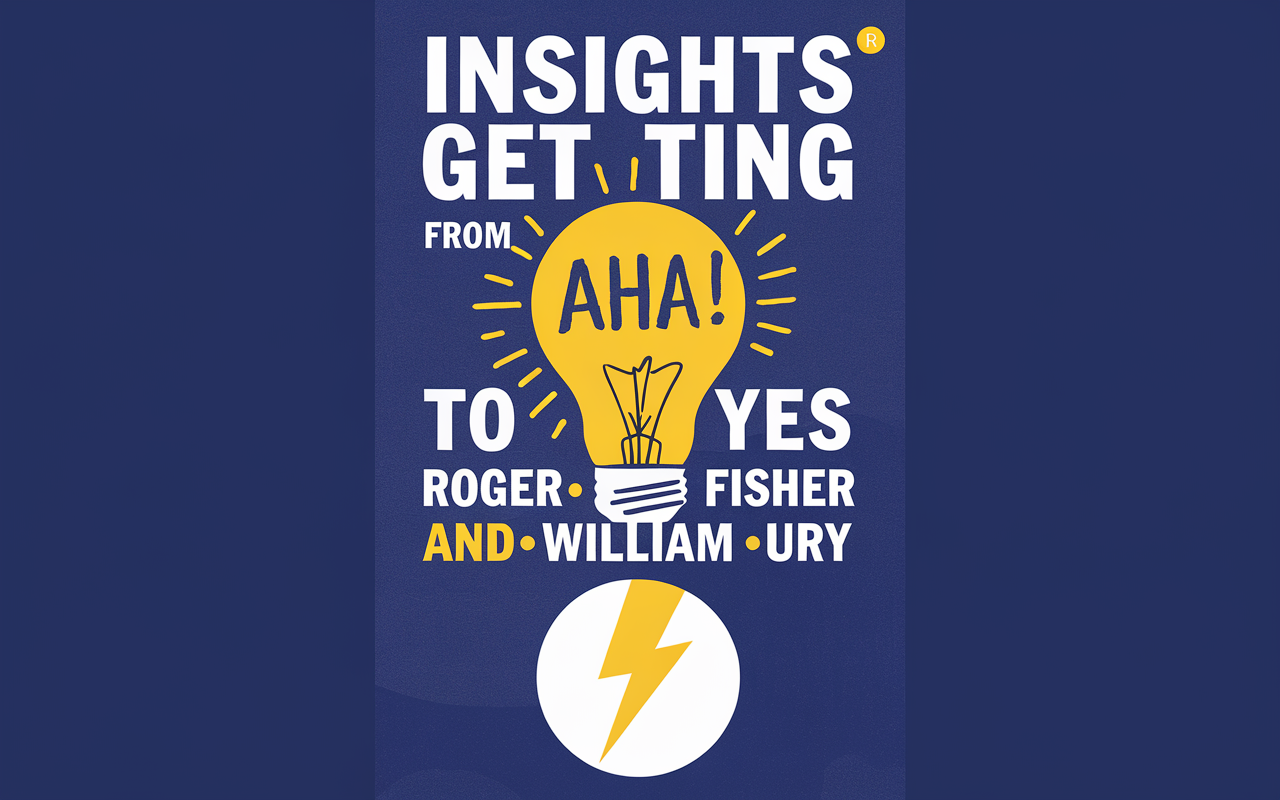 INSIGHTS R
GET TING
FROM
AHA!
TO YES
ROGER• FISHER
AND•WILLIAM •URY